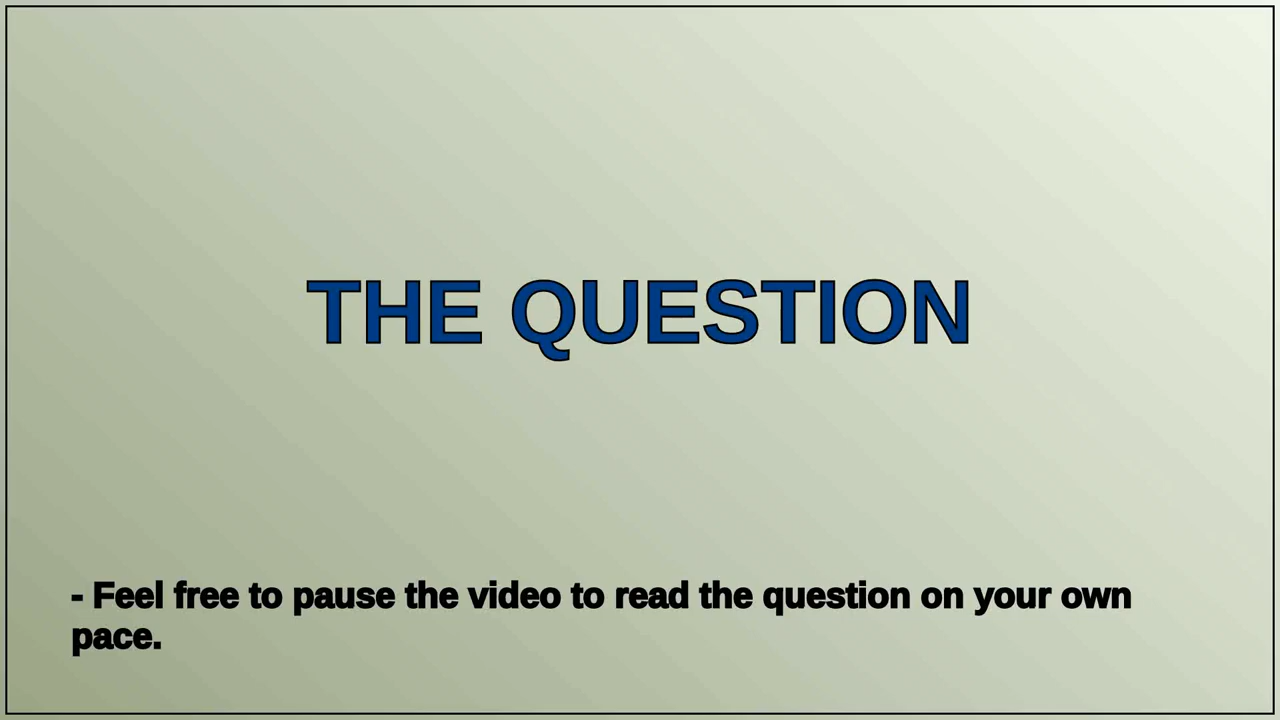 THE QUESTION
- Feel free to pause the video to read the question on your own
pace.